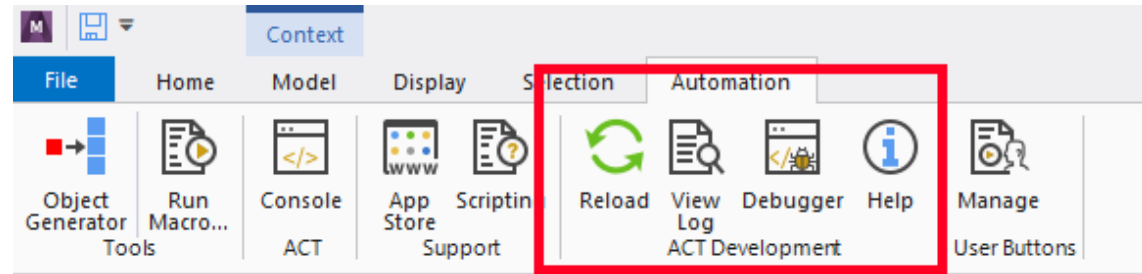 M
Context
File Home Model Display Selection Automation
www
Object Generator Run Macro... Console App Store Scripting Reload View Log Debugger Help Manage
Tools ACT Support ACT Development User Buttons